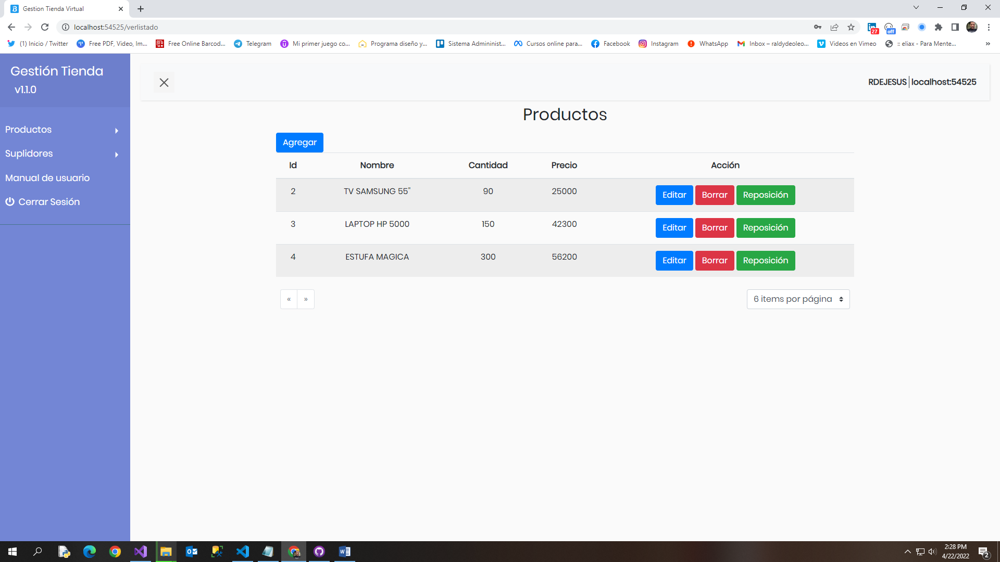 Gestion Tienda Virtual
localhost:54525/verlistado
27
off
(1) Inicio / Twitter
Free PDF, Video, Im...
Free Online Barcod...
Telegram
Mi primer juego co...
Programa diseño y...
Sistema Admininist...
Cursos online para...
Facebook
Instagram
WhatsApp
Inbox – raldydeoleo...
Videos en Vimeo
:: eliax - Para Mente...
»
Gestión Tienda
v1.1.0
RDEJESUS localhost:54525
Productos
Suplidores
Manual de usuario
Cerrar Sesión
Productos
Agregar
Id Nombre Cantidad Precio Acción
2 TV SAMSUNG 55" 90 25000 Editar Borrar Reposición
3 LAPTOP HP 5000 150 42300 Editar Borrar Reposición
4 ESTUFA MAGICA 300 56200 Editar Borrar Reposición
« »
6 items por página
2:28 PM
4/22/2022
2